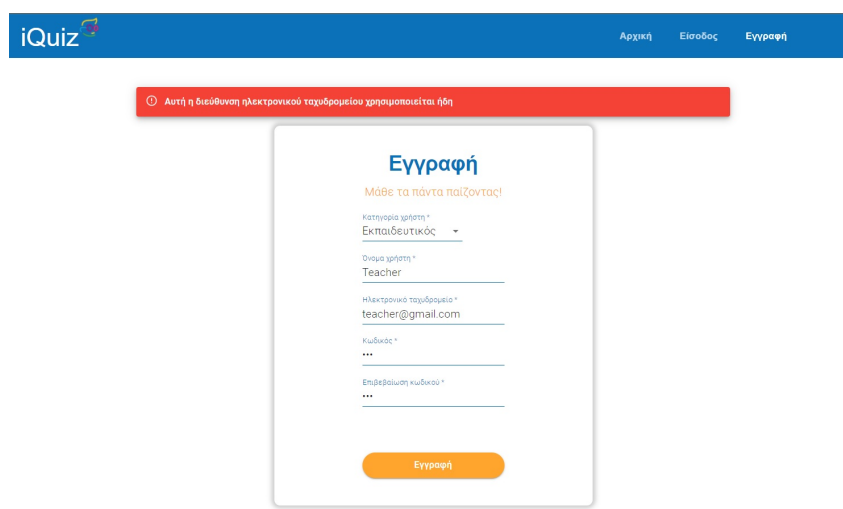 iQuiz
Αρχική Είσοδος Εγγραφή
Αυτή η διεύθυνση ηλεκτρονικού ταχυδρομείου χρησιμοποιείται ήδη
Εγγραφή
Μάθε τα πάντα παίζοντας!
Κατηγορία χρήστη *
Εκπαιδευτικός
Όνομα χρήστη *
Teacher
Ηλεκτρονικό ταχυδρομείο *
teacher@gmail.com
Κωδικός *
•••
Επιβεβαίωση κωδικού *
•••
Εγγραφή